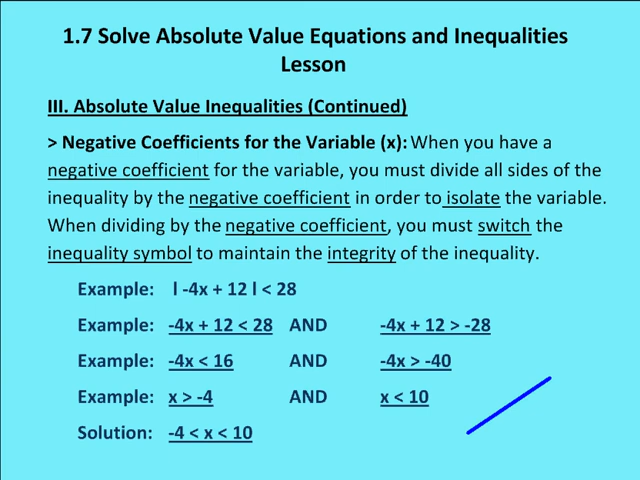 1.7 Solve Absolute Value Equations and Inequalities
Lesson
III. Absolute Value Inequalities (Continued)
> Negative Coefficients for the Variable (x): When you have a
negative coefficient for the variable, you must divide all sides of the
inequality by the negative coefficient in order to isolate the variable.
When dividing by the negative coefficient, you must switch the
inequality symbol to maintain the integrity of the inequality.
Example: l -4x + 12 l < 28
Example: -4x + 12 < 28 AND -4x + 12 > -28
Example: -4x < 16 AND -4x > -40
Example: x > -4 AND x < 10
Solution: -4 < x < 10